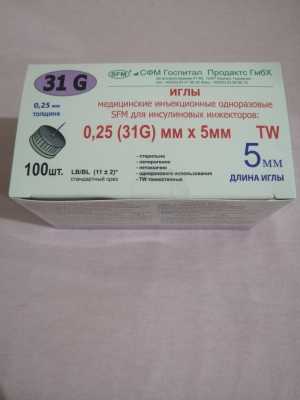 31 G
0,25 мм
толщина
100шт.
SFM СФМ Госпитал Продактс ГмбХ
ИГЛЫ
медицинские инъекционные одноразовые
SFM для инсулиновых инжекторов:
0,25 (31G) мм х 5мм TW
LB/BL (11 ± 2)°
стандартный срез
- стерильно
- апирогенно
- нетоксично
- одноразового использования
- TW тонкостенные
5мм
ДЛИНА ИГЛЫ